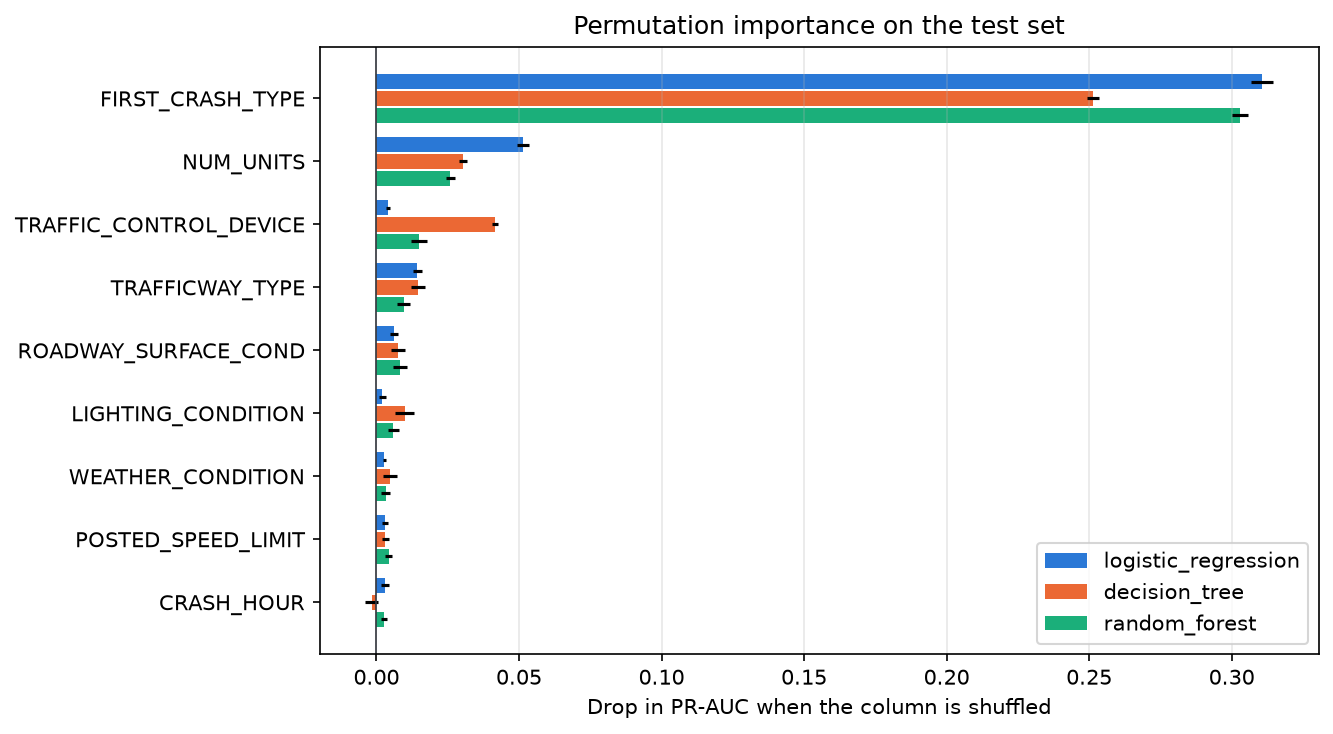 Permutation importance on the test set
FIRST_CRASH_TYPE
NUM_UNITS
TRAFFIC_CONTROL_DEVICE
TRAFFICWAY_TYPE
ROADWAY_SURFACE_COND
LIGHTING_CONDITION
WEATHER_CONDITION
POSTED_SPEED_LIMIT
CRASH_HOUR
logistic_regression
decision_tree
random_forest
0.00 0.05 0.10 0.15 0.20 0.25 0.30
Drop in PR-AUC when the column is shuffled